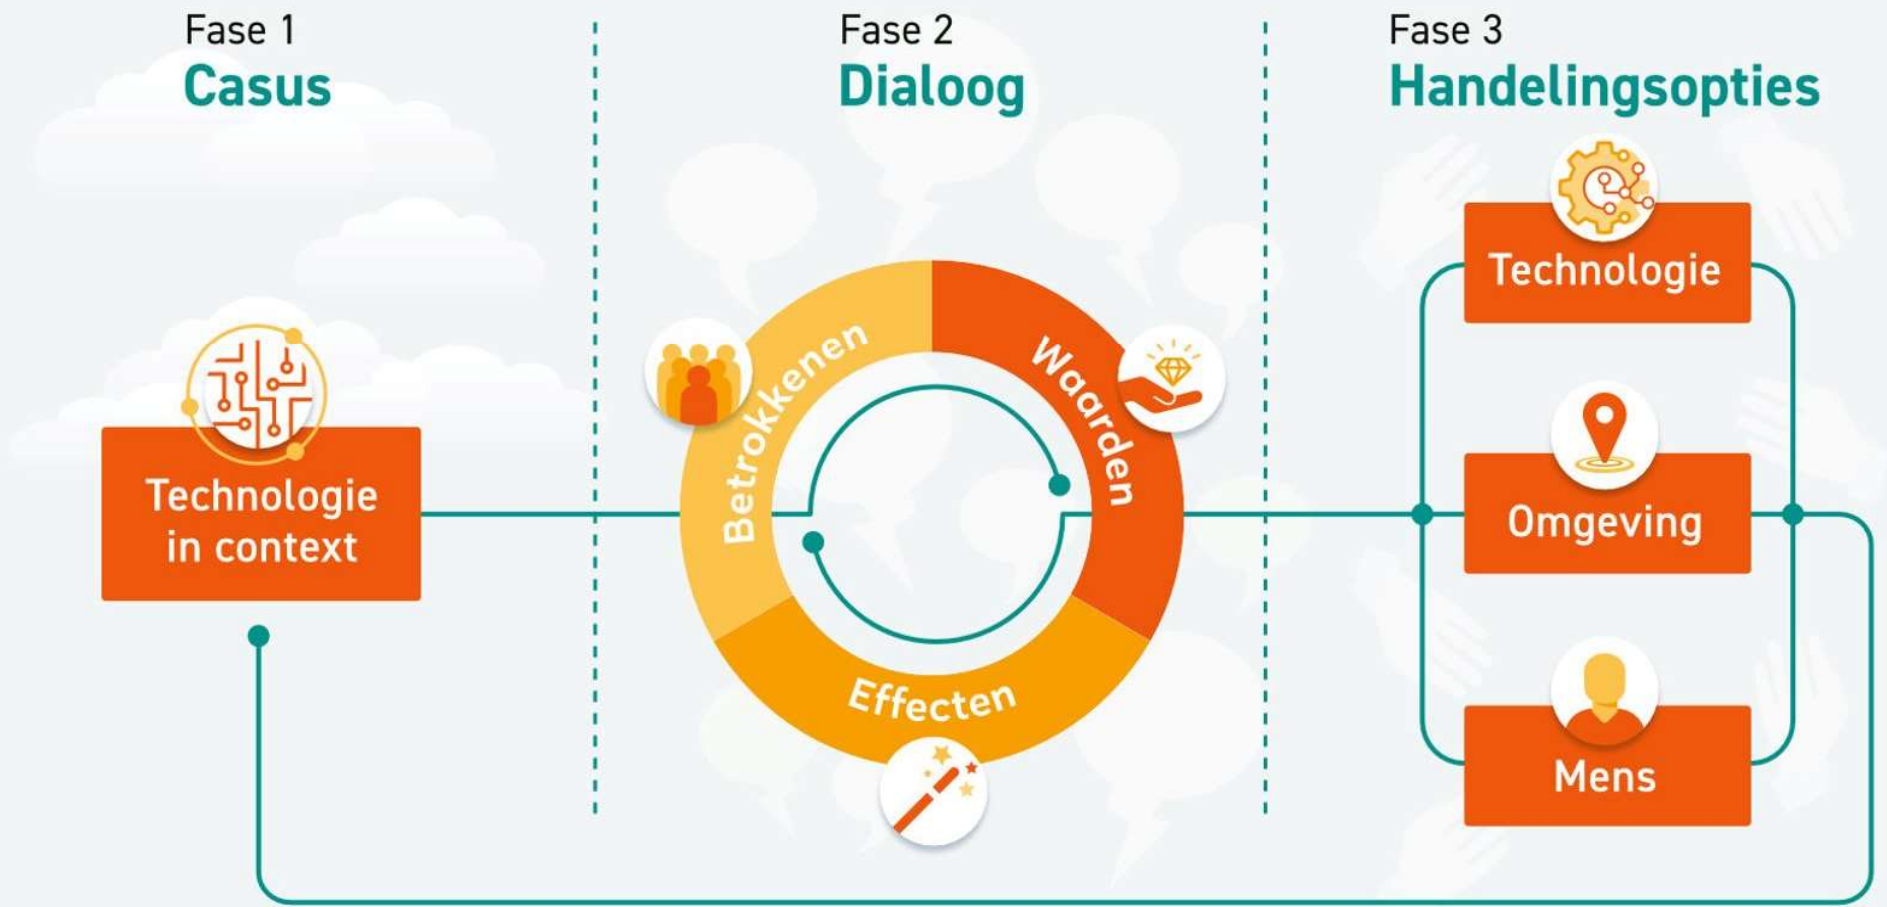 Fase 1
Casus
Technologie
in context
Fase 2
Dialoog
Betrokkenen
Waarden
Effecten
Fase 3
Handelingsopties
Technologie
Omgeving
Mens